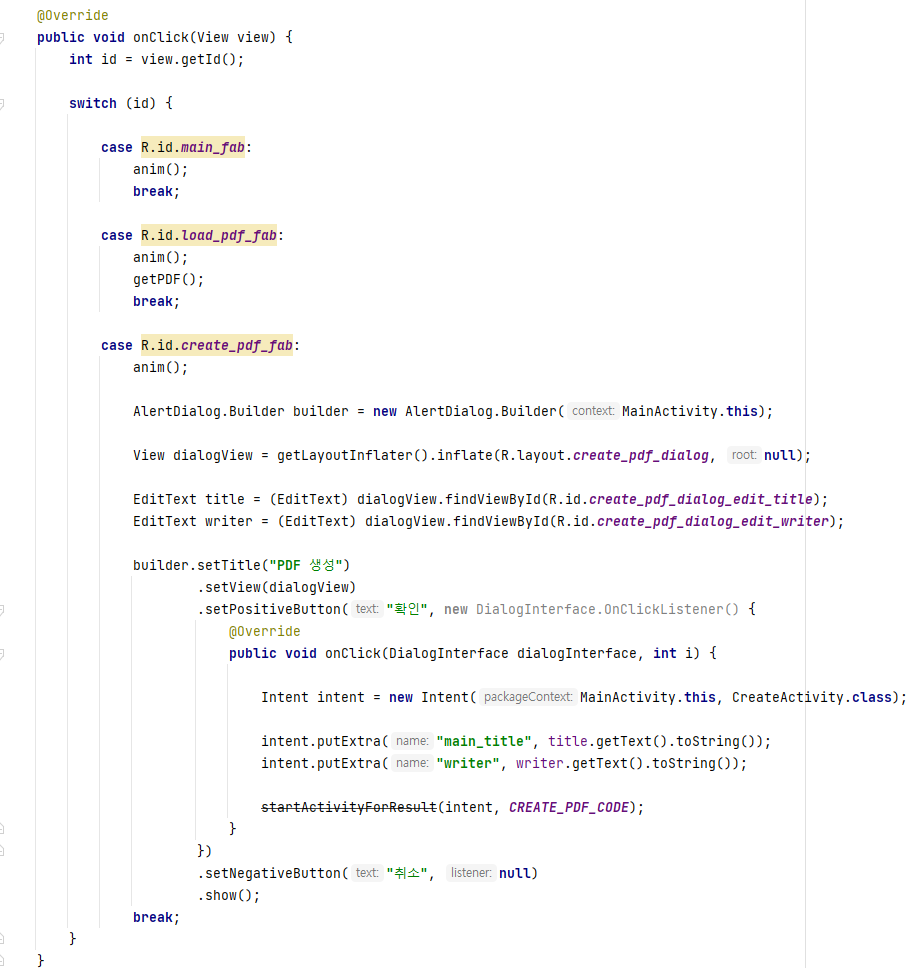 @Override
public void onClick(View view) {
int id = view.getId();
switch (id) {
case R.id.main_fab:
anim();
break;
case R.id.load_pdf_fab:
anim();
getPDF();
break;
case R.id.create_pdf_fab:
anim();
AlertDialog.Builder builder = new AlertDialog.Builder( context: MainActivity.this);
View dialogView = getLayoutInflater().inflate(R.layout.create_pdf_dialog, root: null);
EditText title = (EditText) dialogView.findViewById(R.id.create_pdf_dialog_edit_title);
EditText writer = (EditText) dialogView.findViewById(R.id.create_pdf_dialog_edit_writer);
builder.setTitle("PDF 생성")
.setView(dialogView)
.setPositiveButton( text: "확인", new DialogInterface.OnClickListener() {
@Override
public void onClick(DialogInterface dialogInterface, int i) {
Intent intent = new Intent( packageContext: MainActivity.this, CreateActivity.class);
intent.putExtra( name: "main_title", title.getText().toString());
intent.putExtra( name: "writer", writer.getText().toString());
startActivityForResult(intent, CREATE_PDF_CODE);
}
})
.setNegativeButton( text: "취소", listener: null)
.show();
break;
}
}